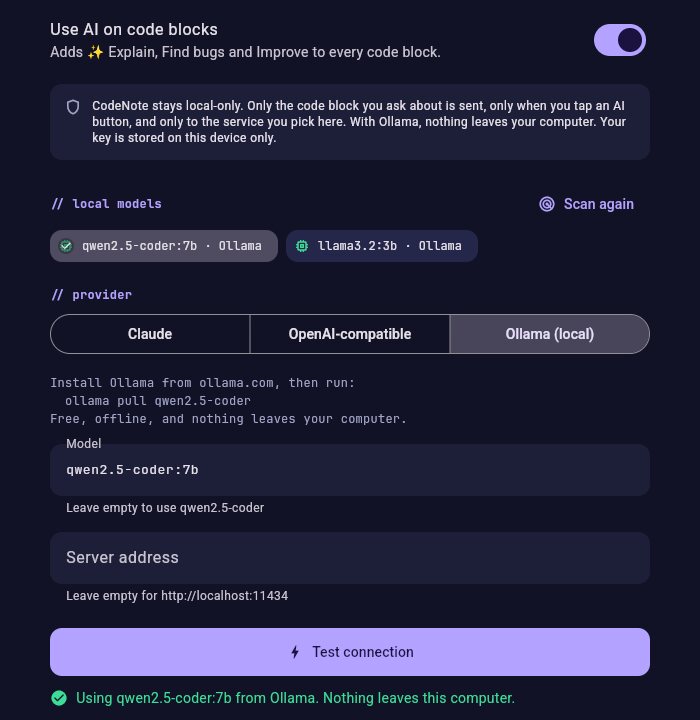 Use AI on code blocks
Adds ✨ Explain, Find bugs and Improve to every code block.
CodeNote stays local-only. Only the code block you ask about is sent, only when you tap an AI
button, and only to the service you pick here. With Ollama, nothing leaves your computer. Your
key is stored on this device only.
// local models
Scan again
qwen2.5-coder:7b · Ollama
llama3.2:3b · Ollama
// provider
Claude
OpenAI-compatible
Ollama (local)
Install Ollama from ollama.com, then run:
  ollama pull qwen2.5-coder
Free, offline, and nothing leaves your computer.
Model
qwen2.5-coder:7b
Leave empty to use qwen2.5-coder
Server address
Leave empty for http://localhost:11434
Test connection
Using qwen2.5-coder:7b from Ollama. Nothing leaves this computer.